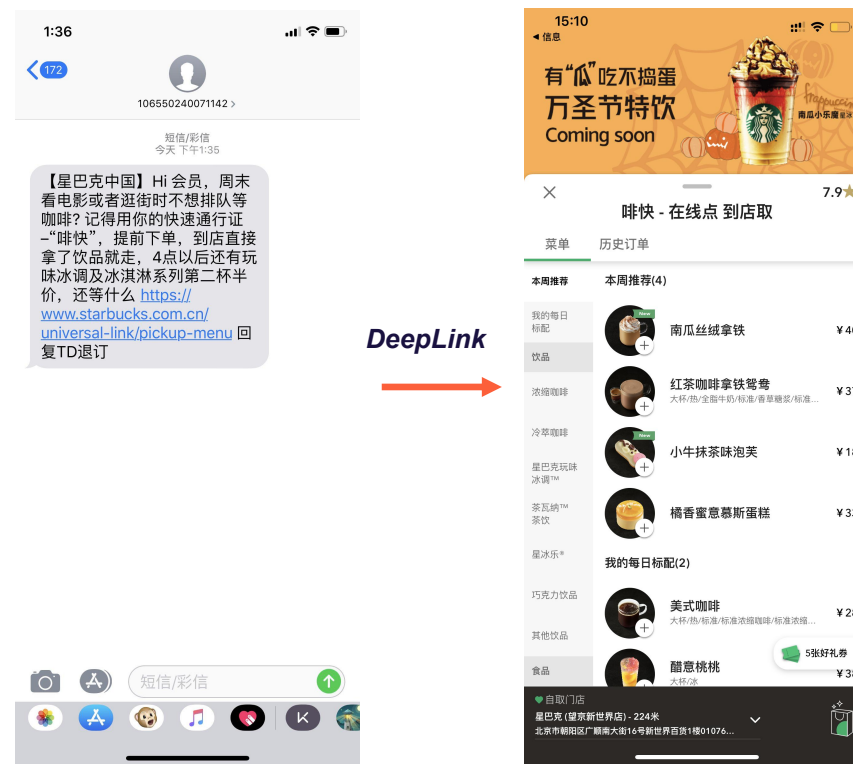 1:36
172
106550240071142 >
短信/彩信
今天 下午1:35
【星巴克中国】Hi 会员，周末
看电影或者逛街时不想排队等
咖啡? 记得用你的快速通行证
–“啡快”，提前下单，到店直接
拿了饮品就走，4点以后还有玩
味冰调及冰淇淋系列第二杯半
价，还等什么 https://
www.starbucks.com.cn/
universal-link/pickup-menu 回
复TD退订
短信/彩信
DeepLink
15:10
◀ 信息
有“瓜”吃不捣蛋
万圣节特饮
Coming soon
南瓜小乐魔星冰
7.9
啡快 - 在线点 到店取
菜单
历史订单
本周推荐
我的每日
标配
饮品
浓缩咖啡
冷萃咖啡
星巴克玩味
冰调™
茶瓦纳™
茶饮
星冰乐®
巧克力饮品
其他饮品
食品
本周推荐(4)
New
南瓜丝绒拿铁
红茶咖啡拿铁鸳鸯
大杯/热/全脂牛奶/标准/香草糖浆/标准...
New
小牛抹茶味泡芙
橘香蜜意慕斯蛋糕
我的每日标配(2)
美式咖啡
大杯/热/标准/标准浓缩咖啡/标准浓缩...
醋意桃桃
大杯/冰
5张好礼券
自取门店
星巴克 (望京新世界店) - 224米
北京市朝阳区广顺南大街16号新世界百货1楼01076...